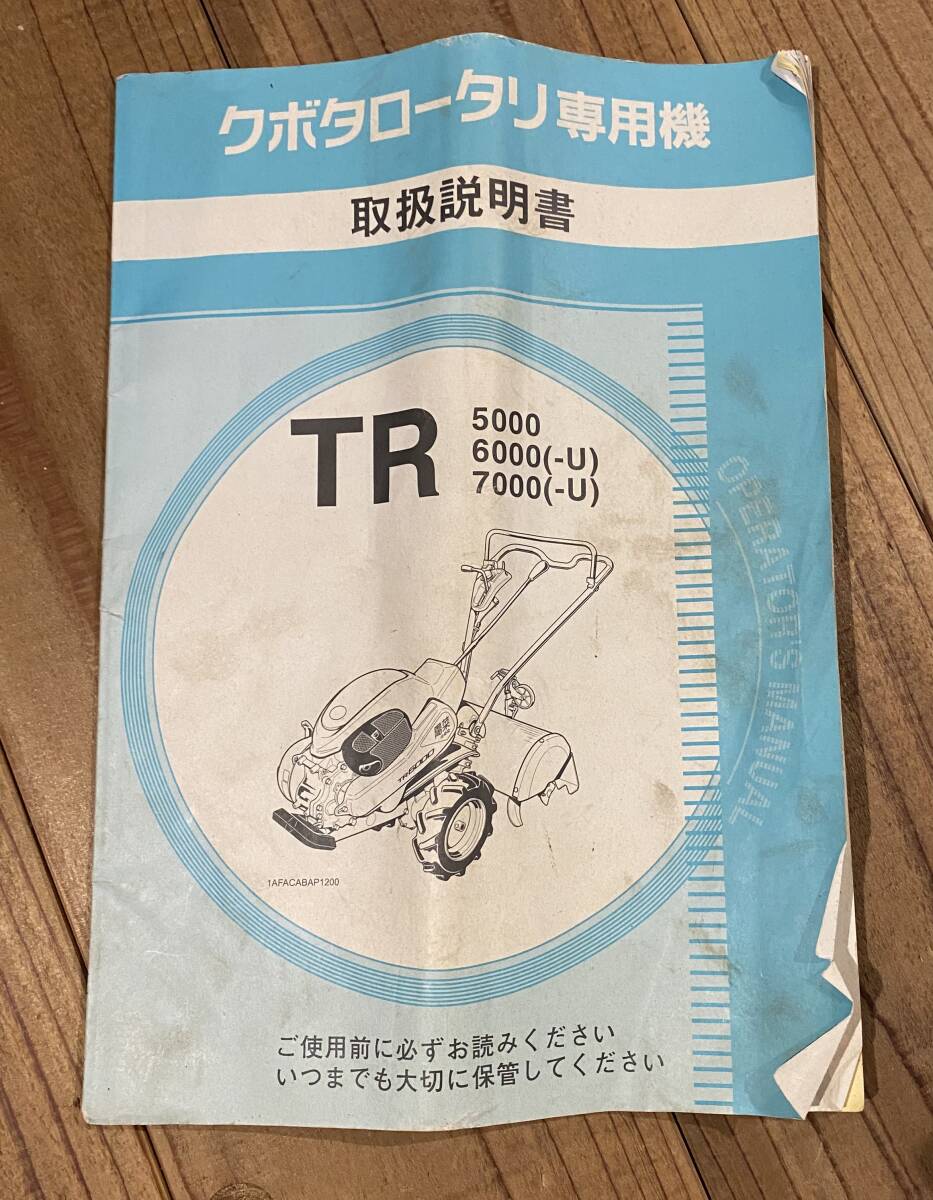 クボタロータリ専用機
取扱説明書
TR
5000
6000(-U)
7000(-U)
OPERATOR'S MANUAL
TR6000
1AFACABAP1200
ご使用前に必ずお読みください
いつまでも大切に保管してください